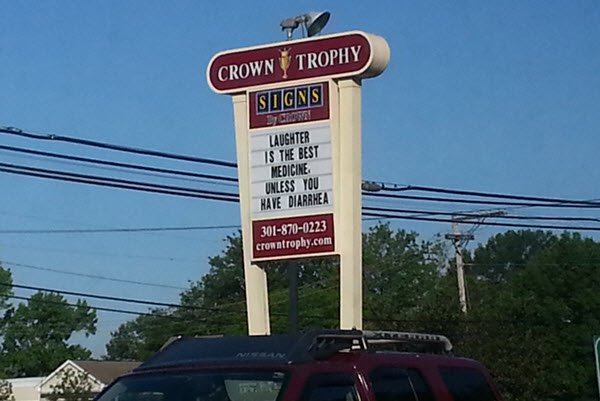 CROWN TROPHY
SIGNS
By CROWN
LAUGHTER
IS THE BEST
MEDICINE.
UNLESS YOU
HAVE DIARRHEA
301-870-0223
crowntrophy.com
NISSAN